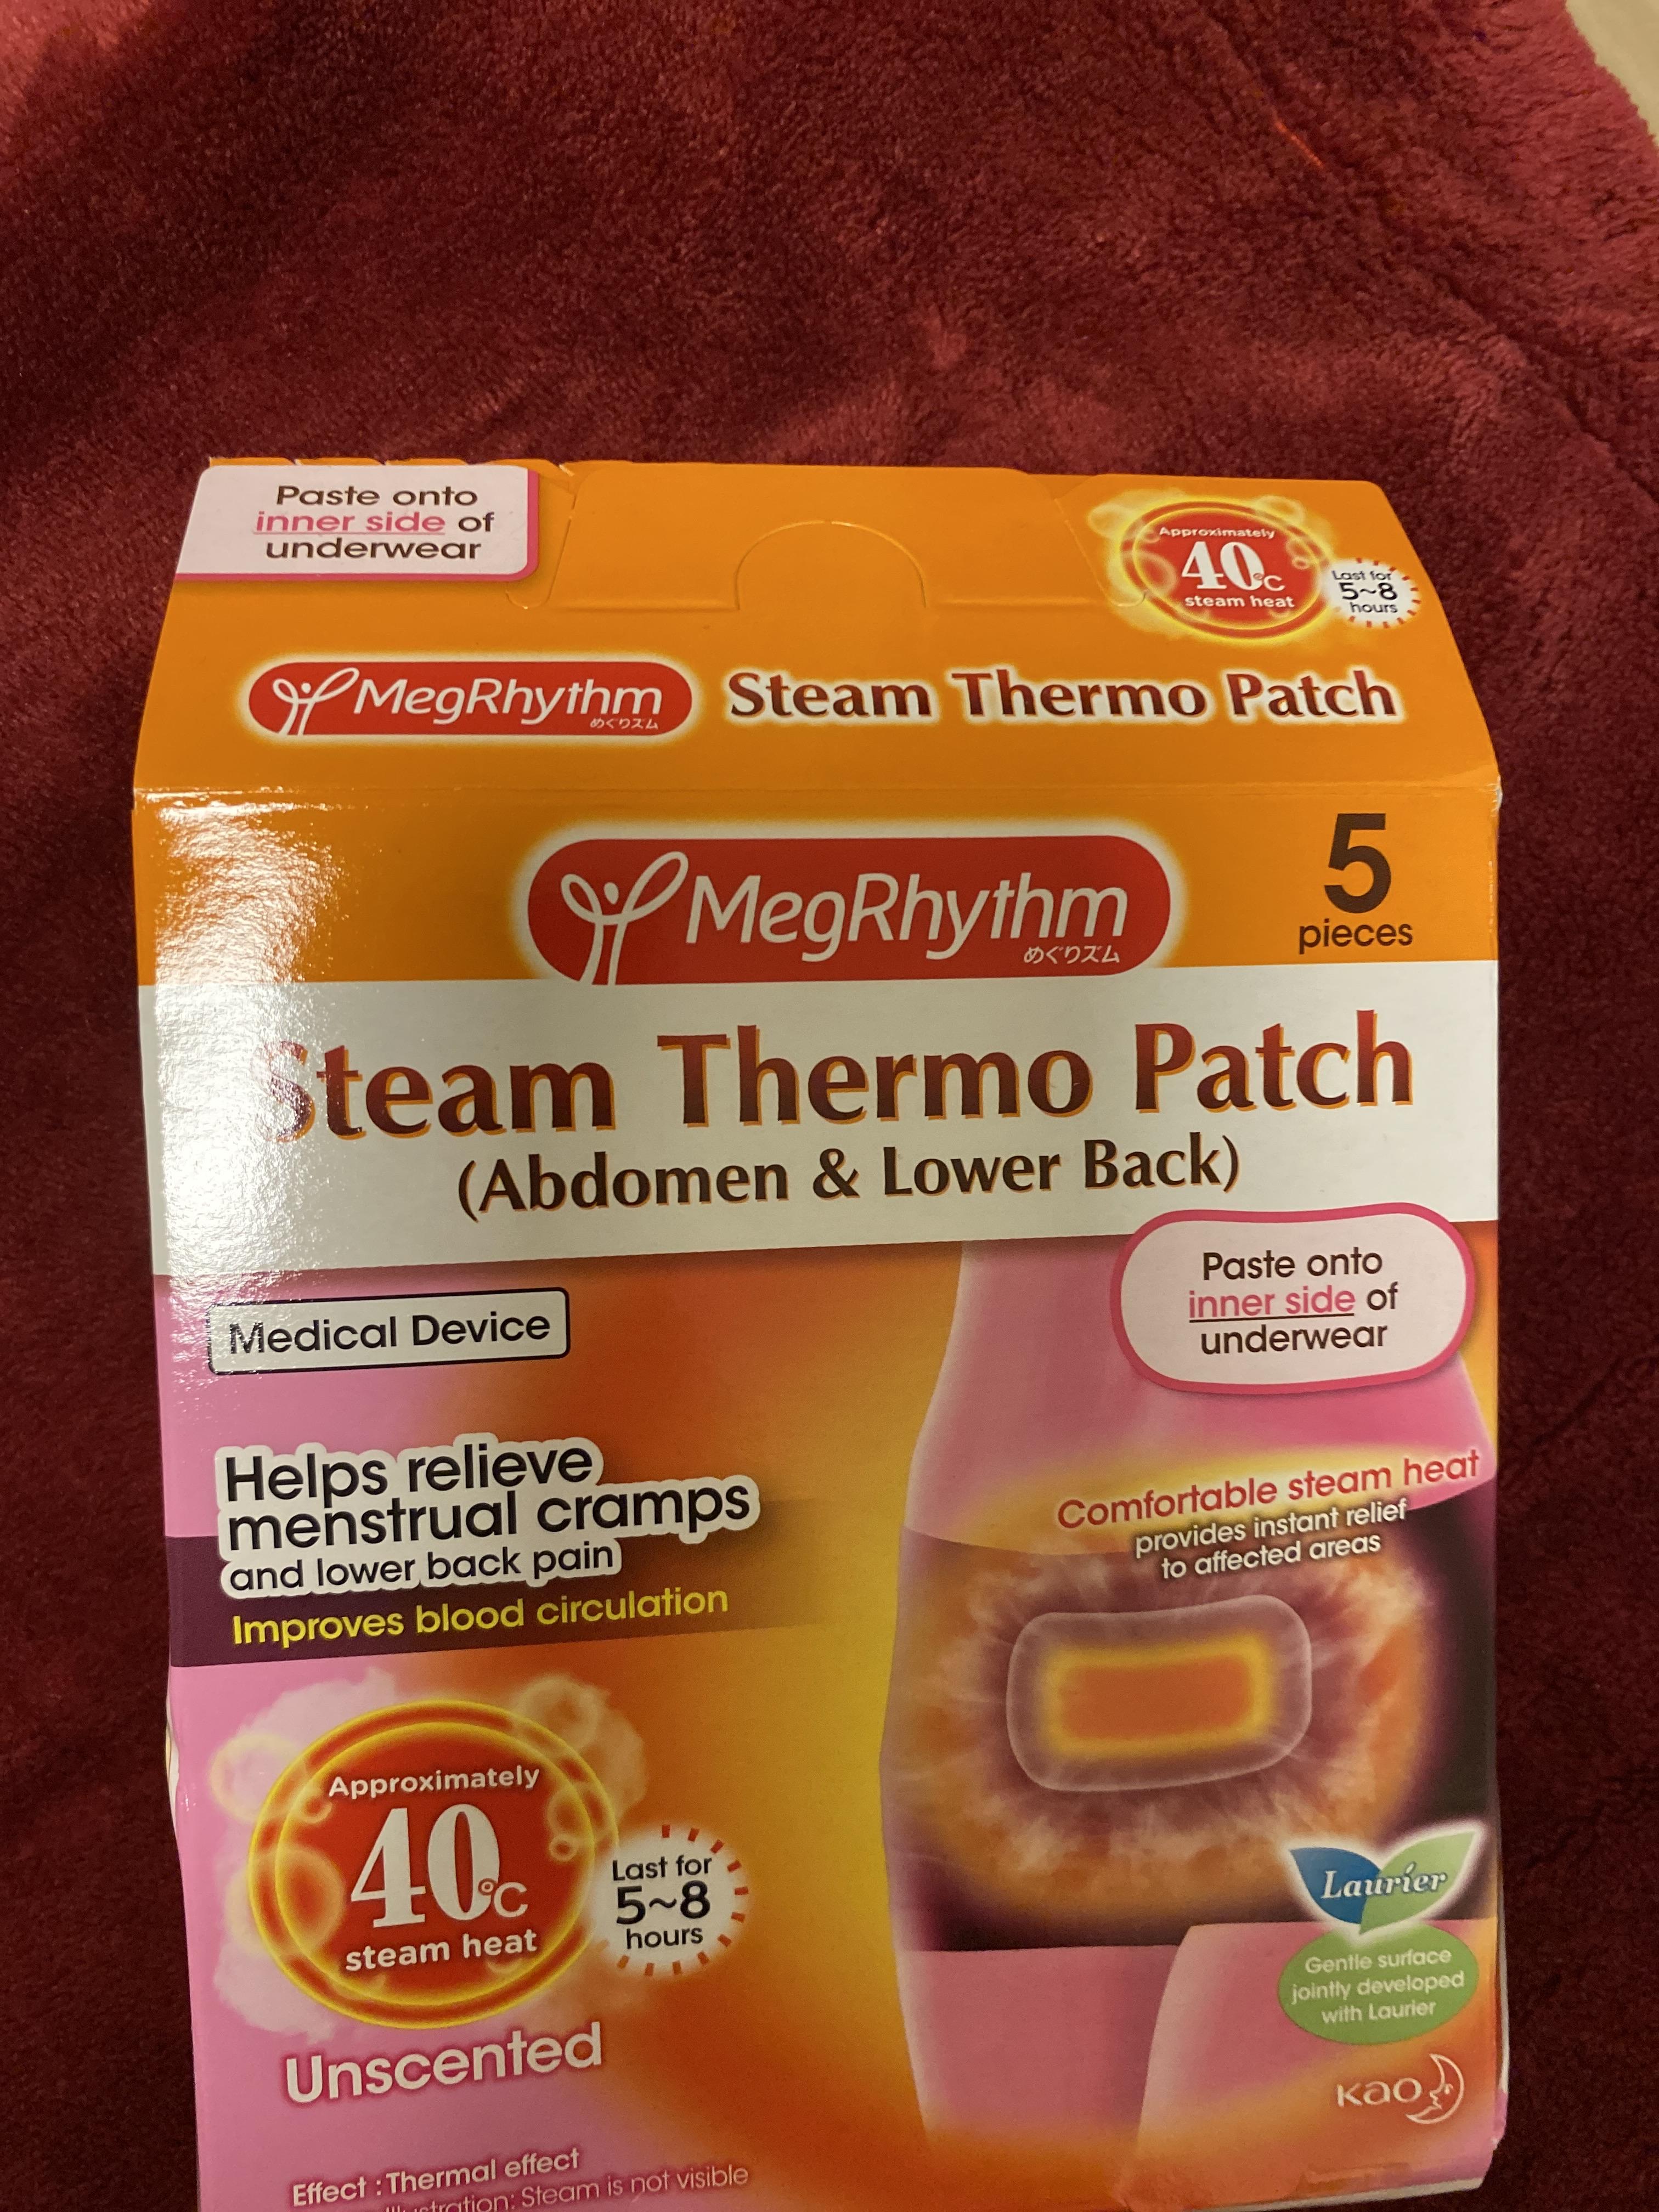 Paste onto
inner side of
underwear
Approximately
40°C
steam heat
Last for
5~8
hours
MegRhythm
めぐりズム
Steam Thermo Patch
MegRhythm
めぐりズム
5
pieces
Steam Thermo Patch
(Abdomen & Lower Back)
Medical Device
Paste onto
inner side of
underwear
Helps relieve
menstrual cramps
and lower back pain
Improves blood circulation
Comfortable steam heat
provides instant relief
to affected areas
Approximately
40°C
steam heat
Last for
5~8
hours
Laurier
Gentle surface
jointly developed
with Laurier
Unscented
Kao
Effect : Thermal effect
Illustration: Steam is not visible